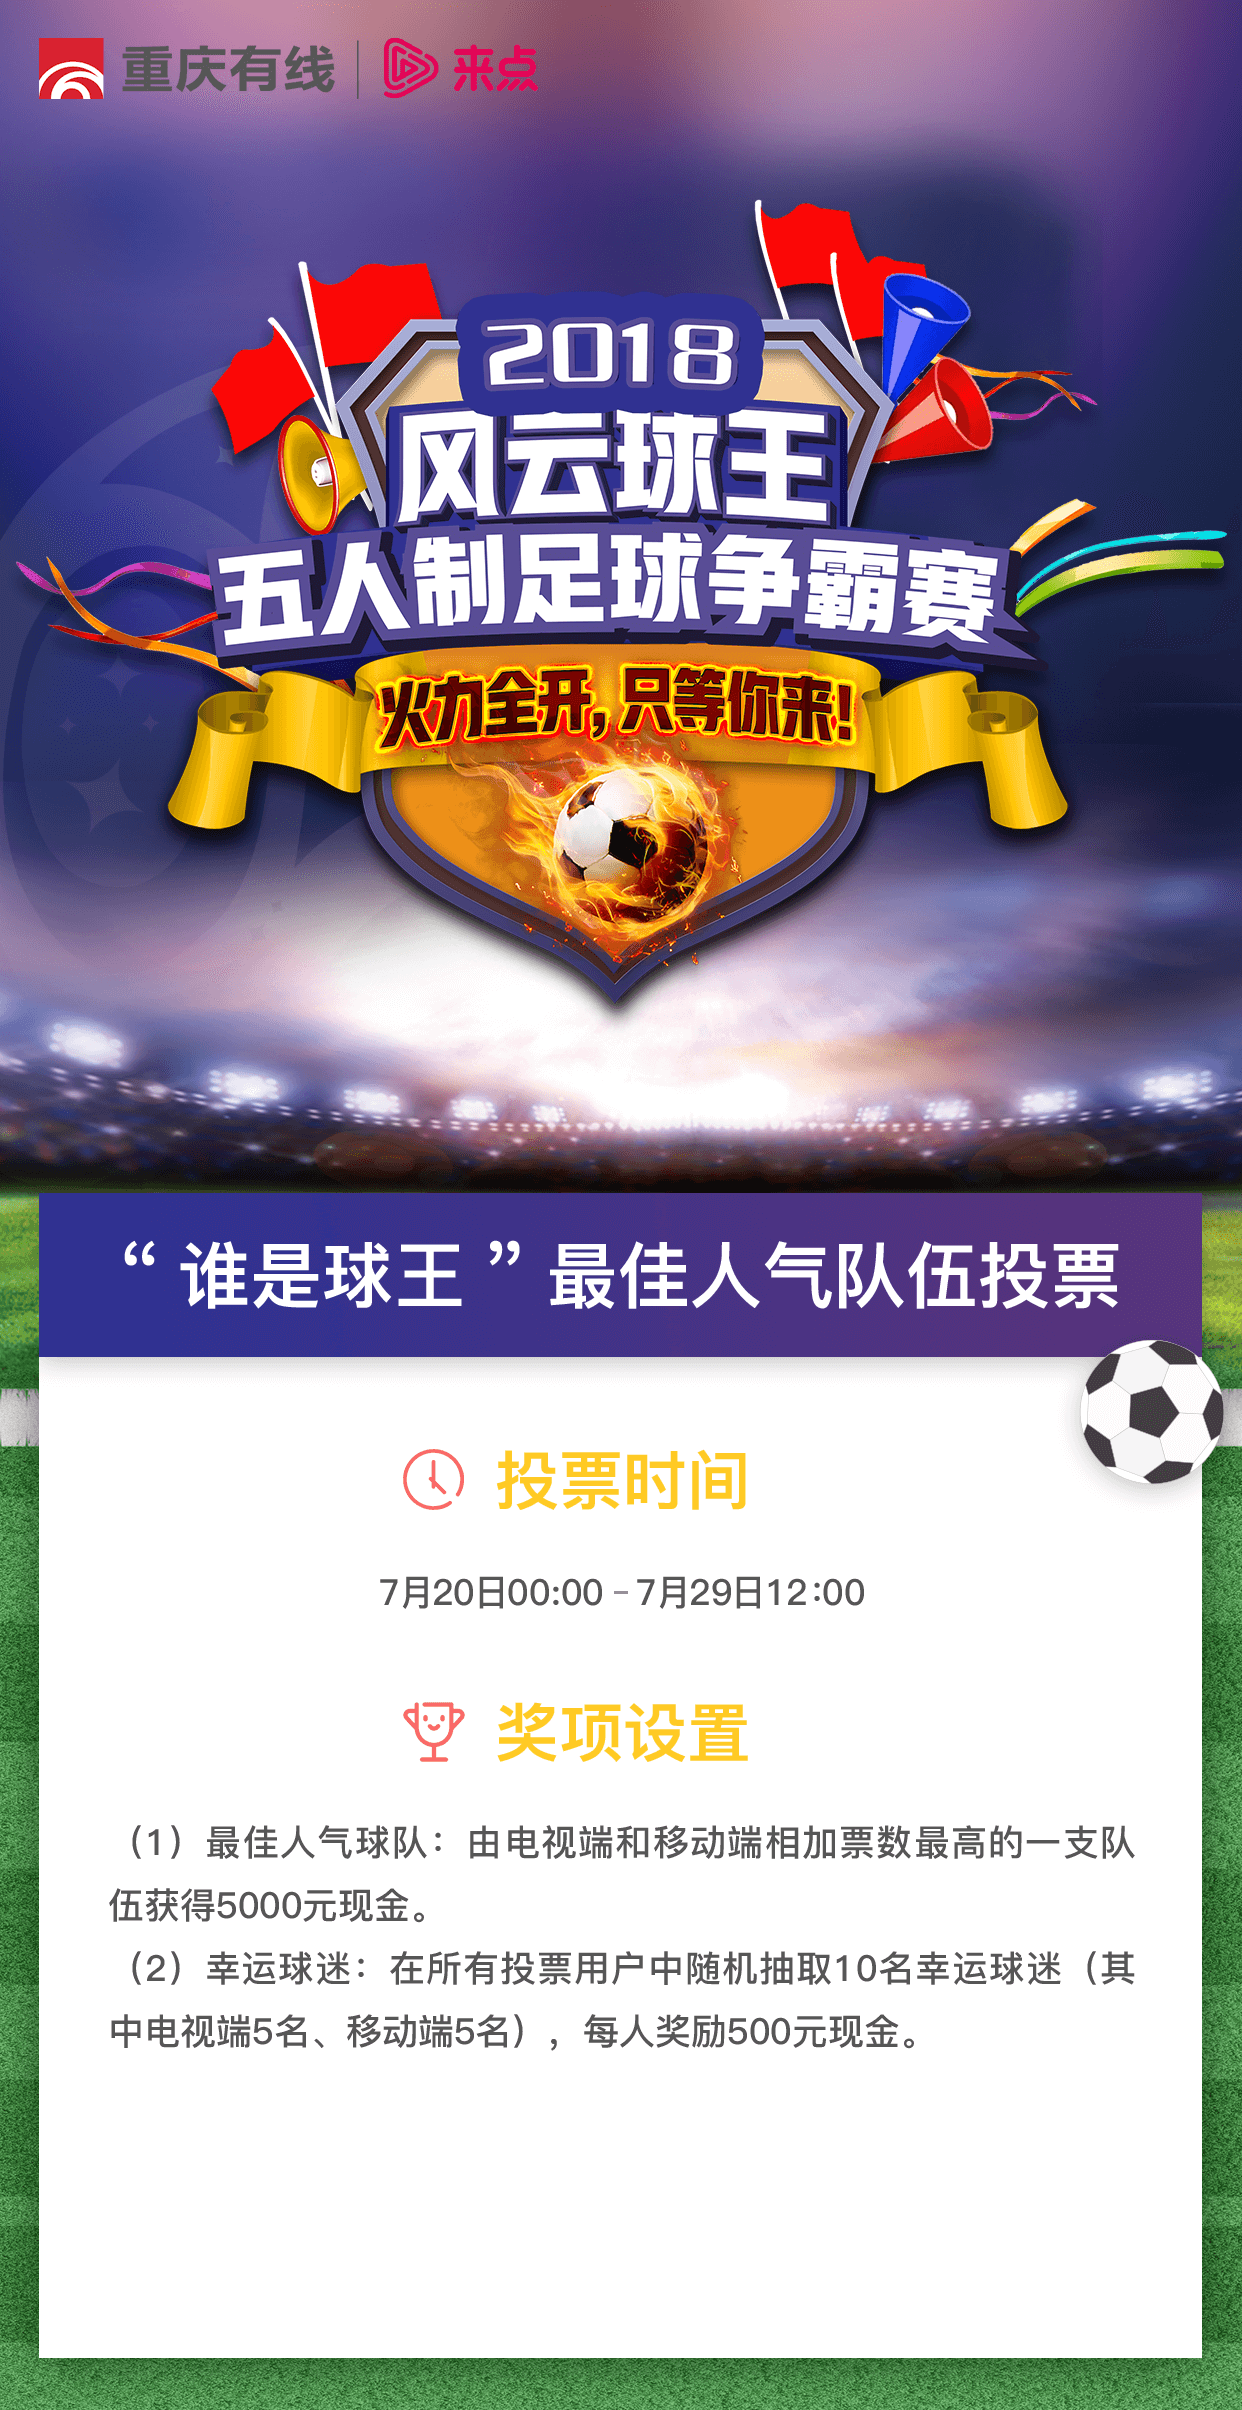 重庆有线 来点
2018
风云球王
五人制足球争霸赛
火力全开,只等你来!
“谁是球王”最佳人气队伍投票
投票时间
7月20日00:00-7月29日12:00
奖项设置
（1）最佳人气球队：由电视端和移动端相加票数最高的一支队
伍获得5000元现金。
（2）幸运球迷：在所有投票用户中随机抽取10名幸运球迷（其
中电视端5名、移动端5名），每人奖励500元现金。